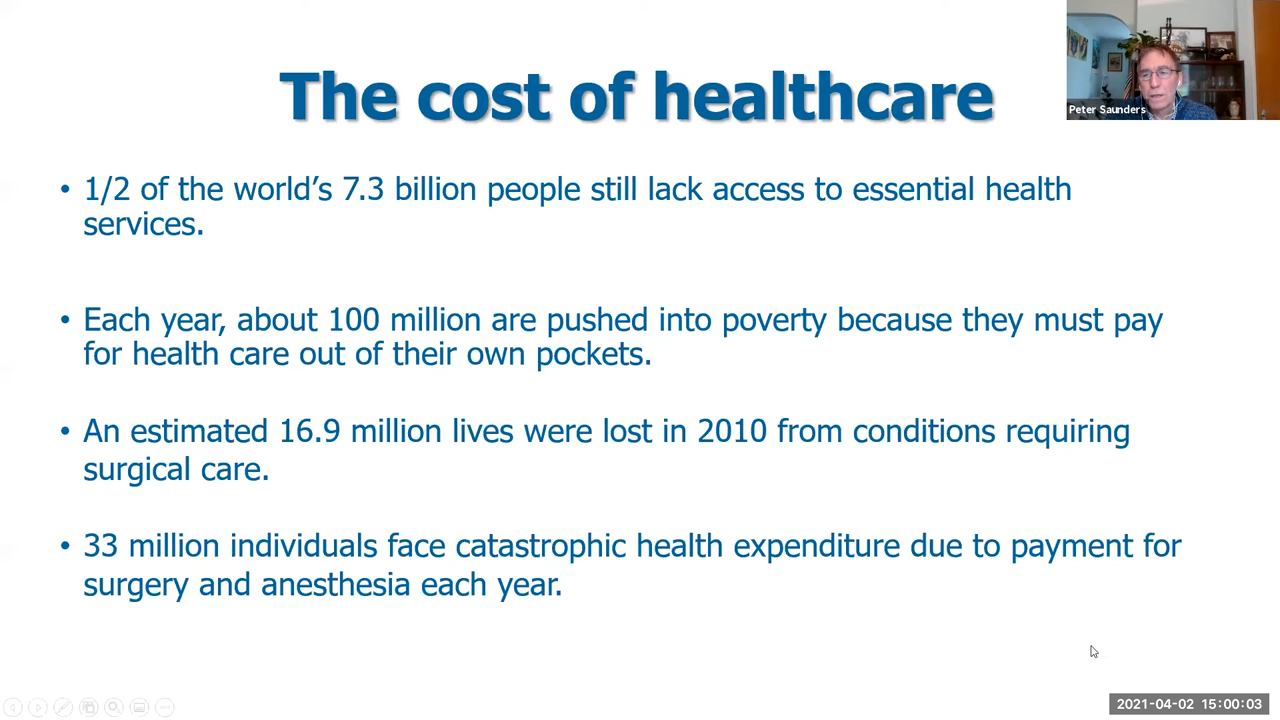 The cost of healthcare
Peter Saunders
• 1/2 of the world’s 7.3 billion people still lack access to essential health
services.
• Each year, about 100 million are pushed into poverty because they must pay
for health care out of their own pockets.
• An estimated 16.9 million lives were lost in 2010 from conditions requiring
surgical care.
• 33 million individuals face catastrophic health expenditure due to payment for
surgery and anesthesia each year.
2021-04-02 15:00:03